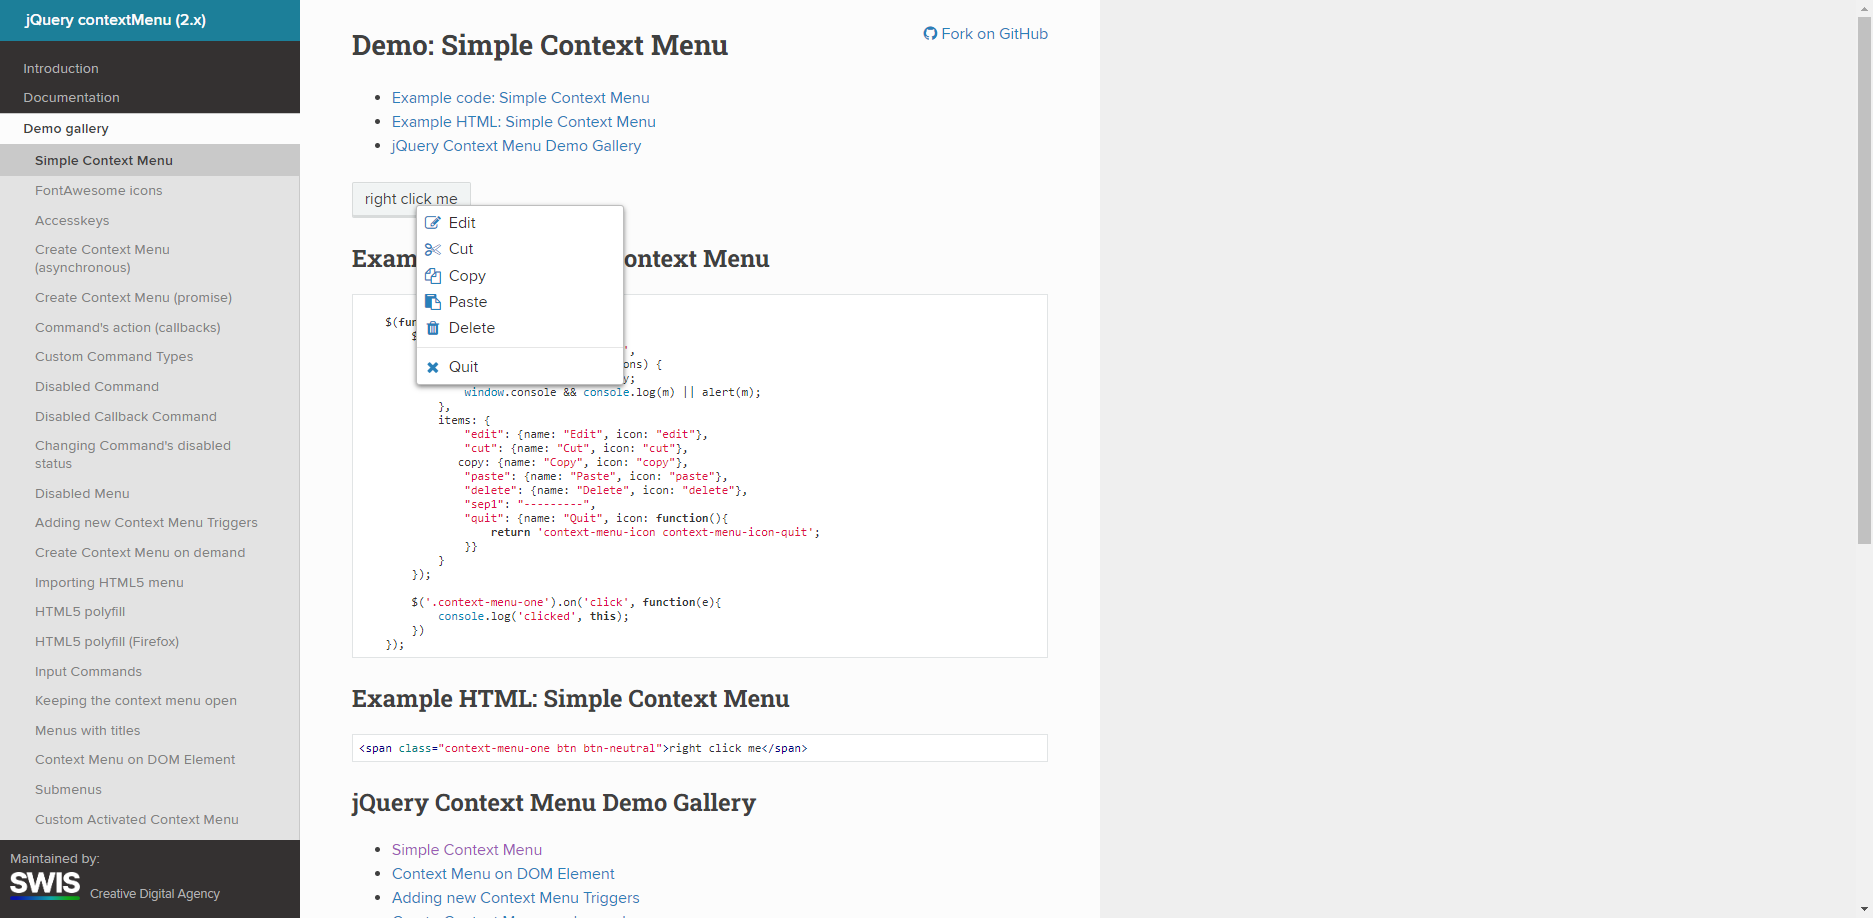 jQuery contextMenu (2.x)
Introduction
Documentation
Demo gallery
Simple Context Menu
FontAwesome icons
Accesskeys
Create Context Menu
(asynchronous)
Create Context Menu (promise)
Command's action (callbacks)
Custom Command Types
Disabled Command
Disabled Callback Command
Changing Command's disabled
status
Disabled Menu
Adding new Context Menu Triggers
Create Context Menu on demand
Importing HTML5 menu
HTML5 polyfill
HTML5 polyfill (Firefox)
Input Commands
Keeping the context menu open
Menus with titles
Context Menu on DOM Element
Submenus
Custom Activated Context Menu
Maintained by:
SWIS Creative Digital Agency
Fork on GitHub
Demo: Simple Context Menu
Example code: Simple Context Menu
Example HTML: Simple Context Menu
jQuery Context Menu Demo Gallery
right click me
Edit
Cut
Copy
Paste
Delete
Quit
Exam ontext Menu
$(fun
$
',
ons) {
y;
window.console && console.log(m) || alert(m);
},
items: {
"edit": {name: "Edit", icon: "edit"},
"cut": {name: "Cut", icon: "cut"},
copy: {name: "Copy", icon: "copy"},
"paste": {name: "Paste", icon: "paste"},
"delete": {name: "Delete", icon: "delete"},
"sep1": "---------",
"quit": {name: "Quit", icon: function(){
return 'context-menu-icon context-menu-icon-quit';
}}
}
});
$('.context-menu-one').on('click', function(e){
console.log('clicked', this);
})
});
Example HTML: Simple Context Menu
<span class="context-menu-one btn btn-neutral">right click me</span>
jQuery Context Menu Demo Gallery
Simple Context Menu
Context Menu on DOM Element
Adding new Context Menu Triggers